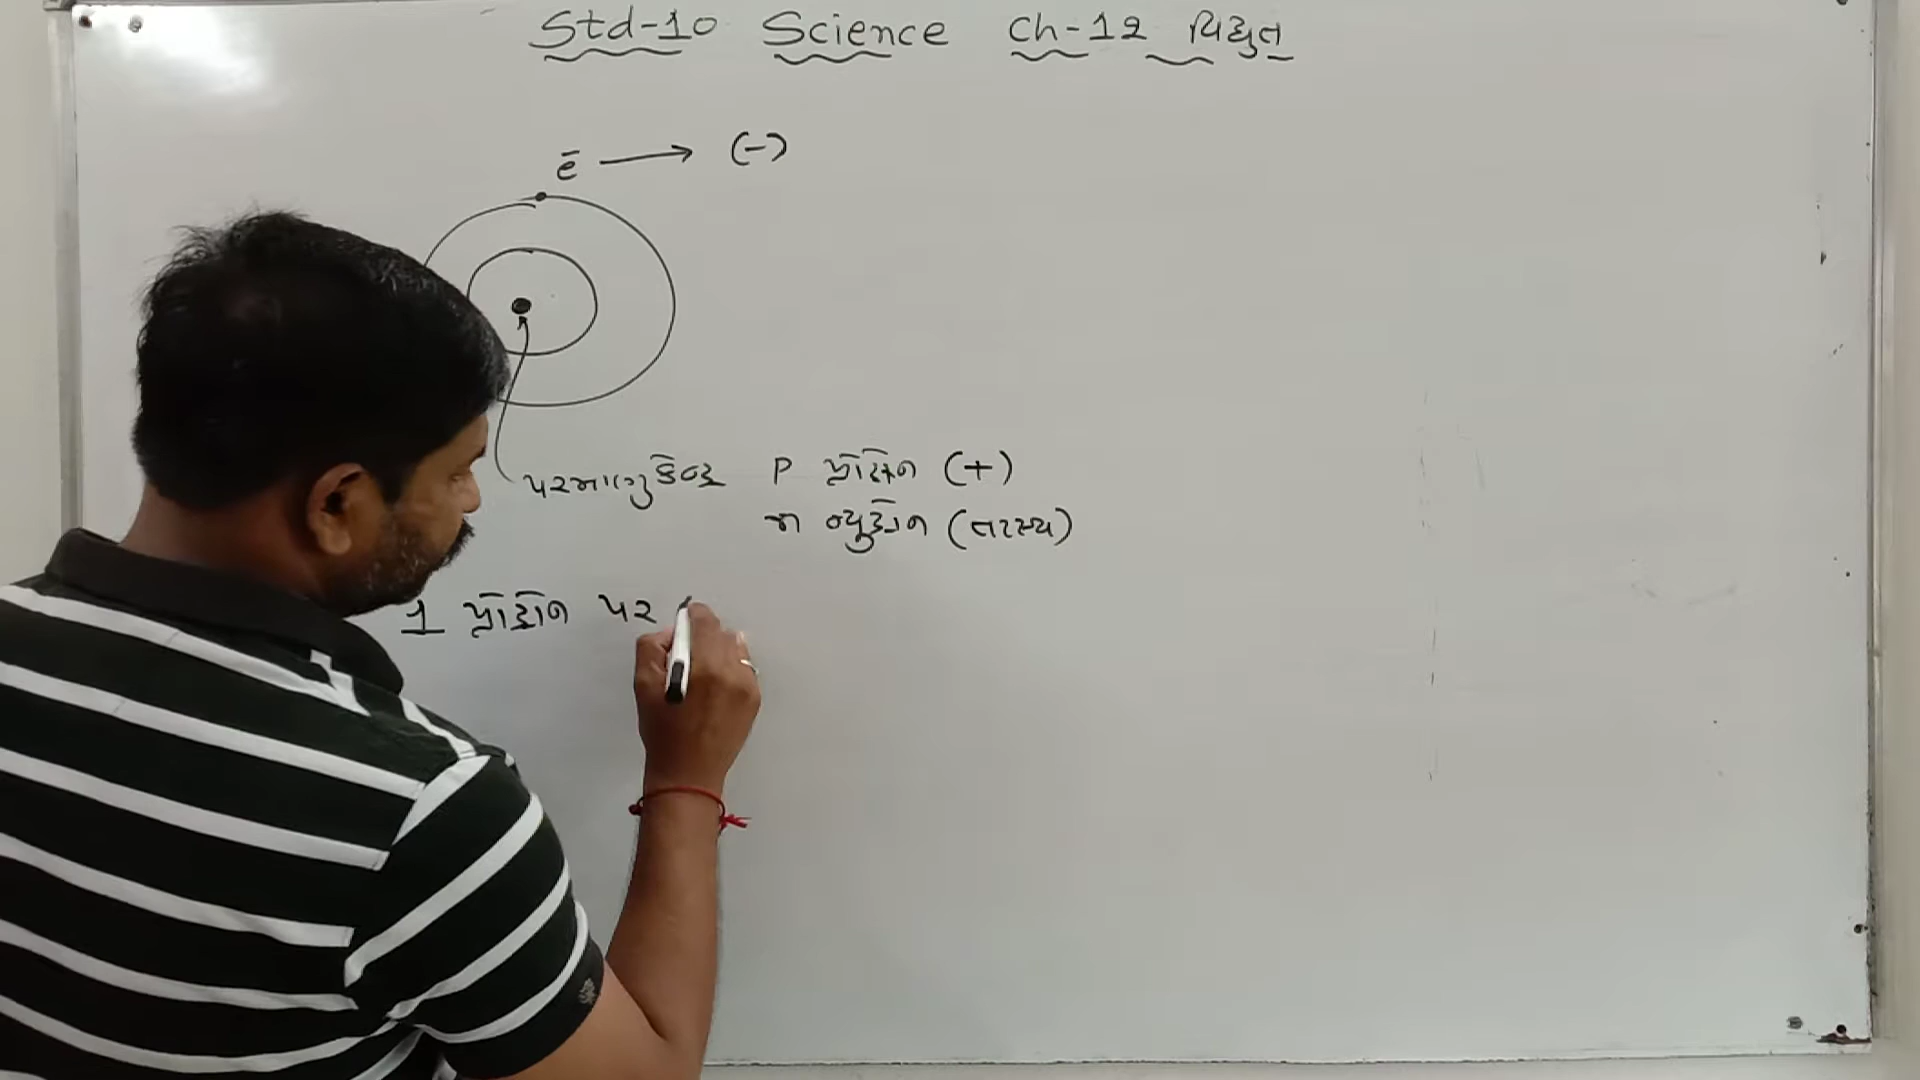 Std-10 Science Ch-12 વિદ્યુત
e̅ → (-)
પરમાણુકેન્દ્ર P પ્રોટોન (+)
n ન્યુટ્રોન (તટસ્થ)
1 પ્રોટોન પર